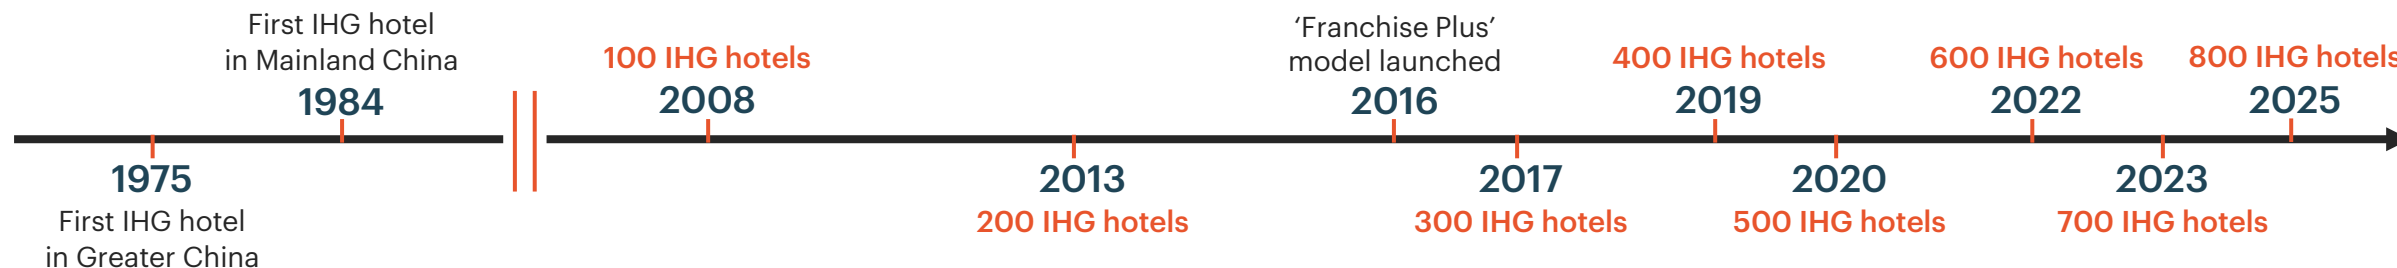 First IHG hotel
in Mainland China
1984
1975
First IHG hotel
in Greater China
100 IHG hotels
2008
2013
200 IHG hotels
‘Franchise Plus’
model launched
2016
2017
300 IHG hotels
400 IHG hotels
2019
2020
500 IHG hotels
600 IHG hotels
2022
2023
700 IHG hotels
800 IHG hotels
2025